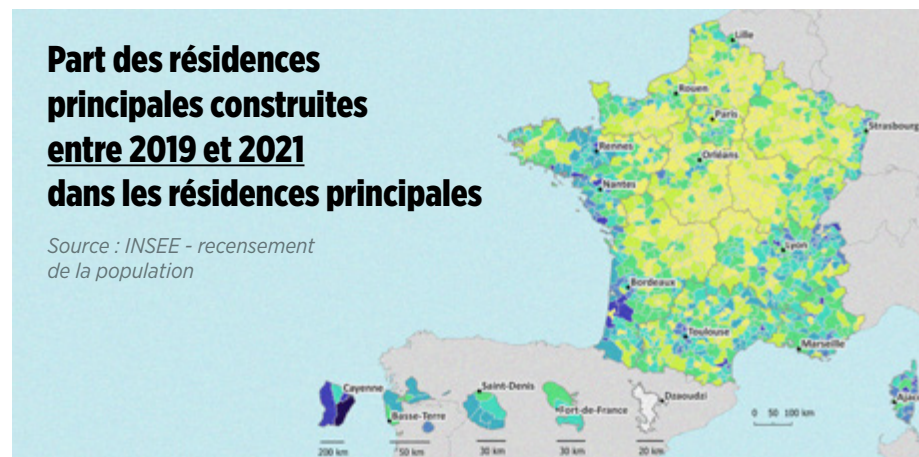 Part des résidences
principales construites
entre 2019 et 2021
dans les résidences principales
Source : INSEE - recensement
de la population
Lille
Rouen
Paris
Strasbourg
Rennes
Orléans
Nantes
Lyon
Bordeaux
Toulouse
Marseille
Cayenne
Saint-Denis
Dzaoudzi
Basse-Terre
Fort-de-France
0 50 100 km
Ajac
200 km
50 km
30 km
30 km
20 km